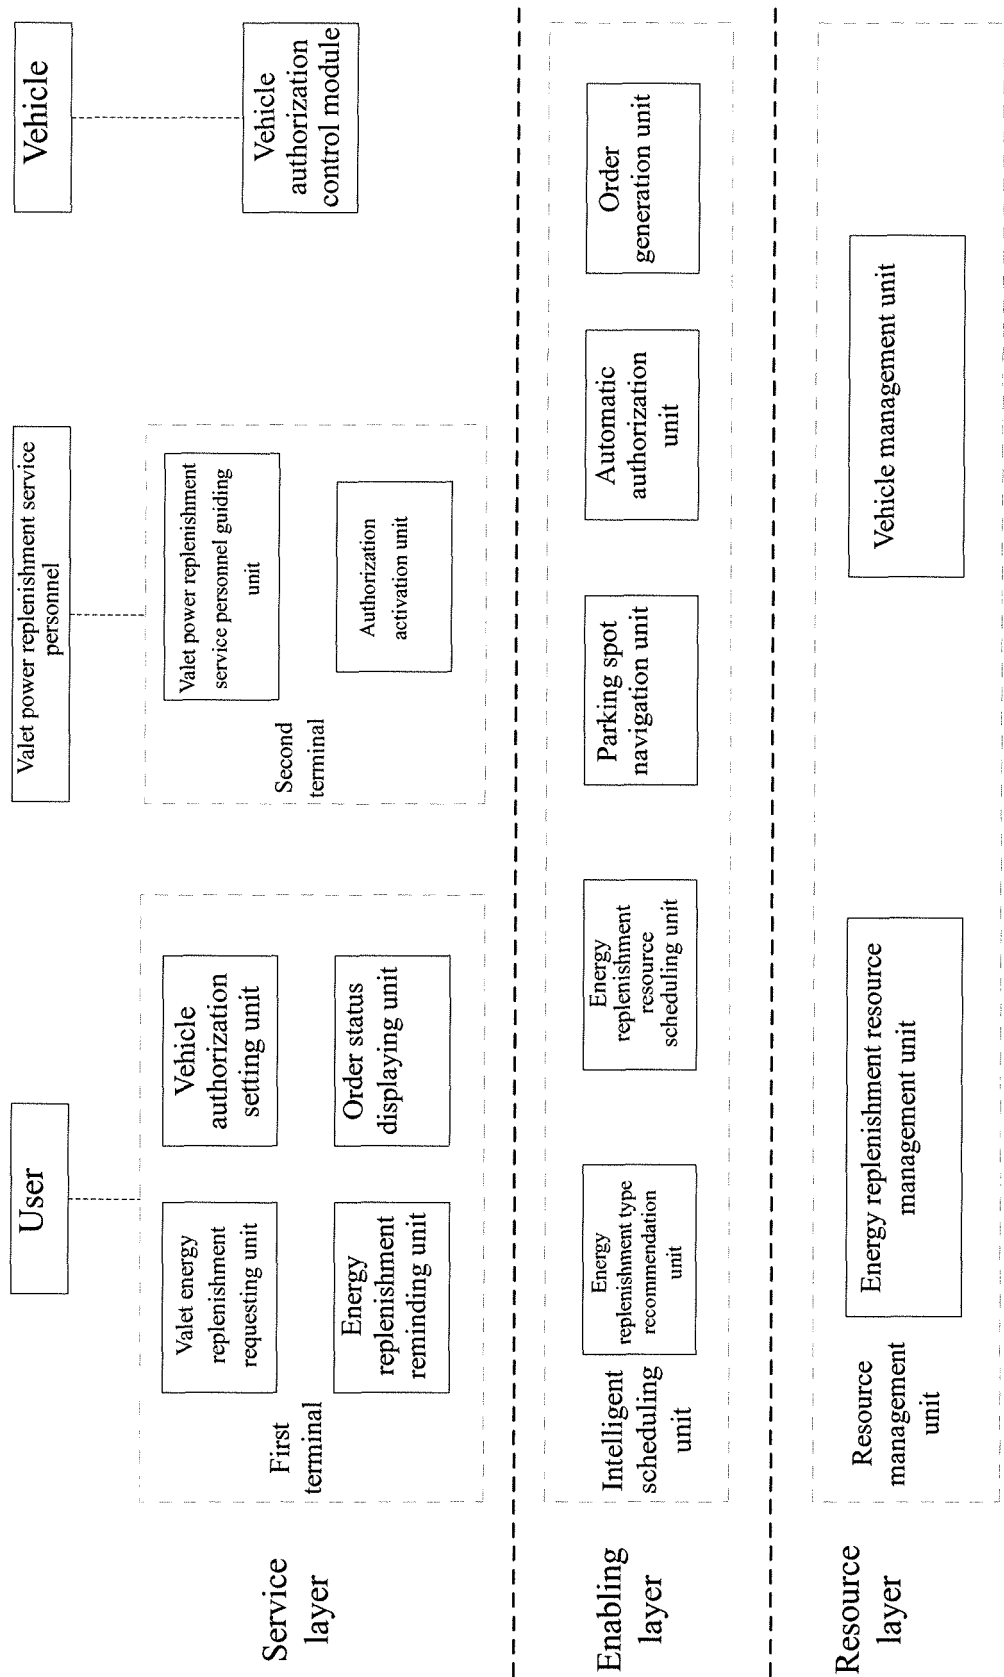 User
Valet power replenishment service
personnel
Vehicle
Service
layer
First
terminal
Valet energy
replenishment
requesting unit
Vehicle
authorization
setting unit
Energy
replenishment
reminding unit
Order status
displaying unit
Second
terminal
Valet power replenishment
service personnel guiding
unit
Authorization
activation unit
Vehicle
authorization
control module
Enabling
layer
Intelligent
scheduling
unit
Energy
replenishment type
recommendation
unit
Energy
replenishment
resource
scheduling unit
Parking spot
navigation unit
Automatic
authorization
unit
Order
generation unit
Resource
layer
Resource
management
unit
Energy replenishment resource
management unit
Vehicle management unit